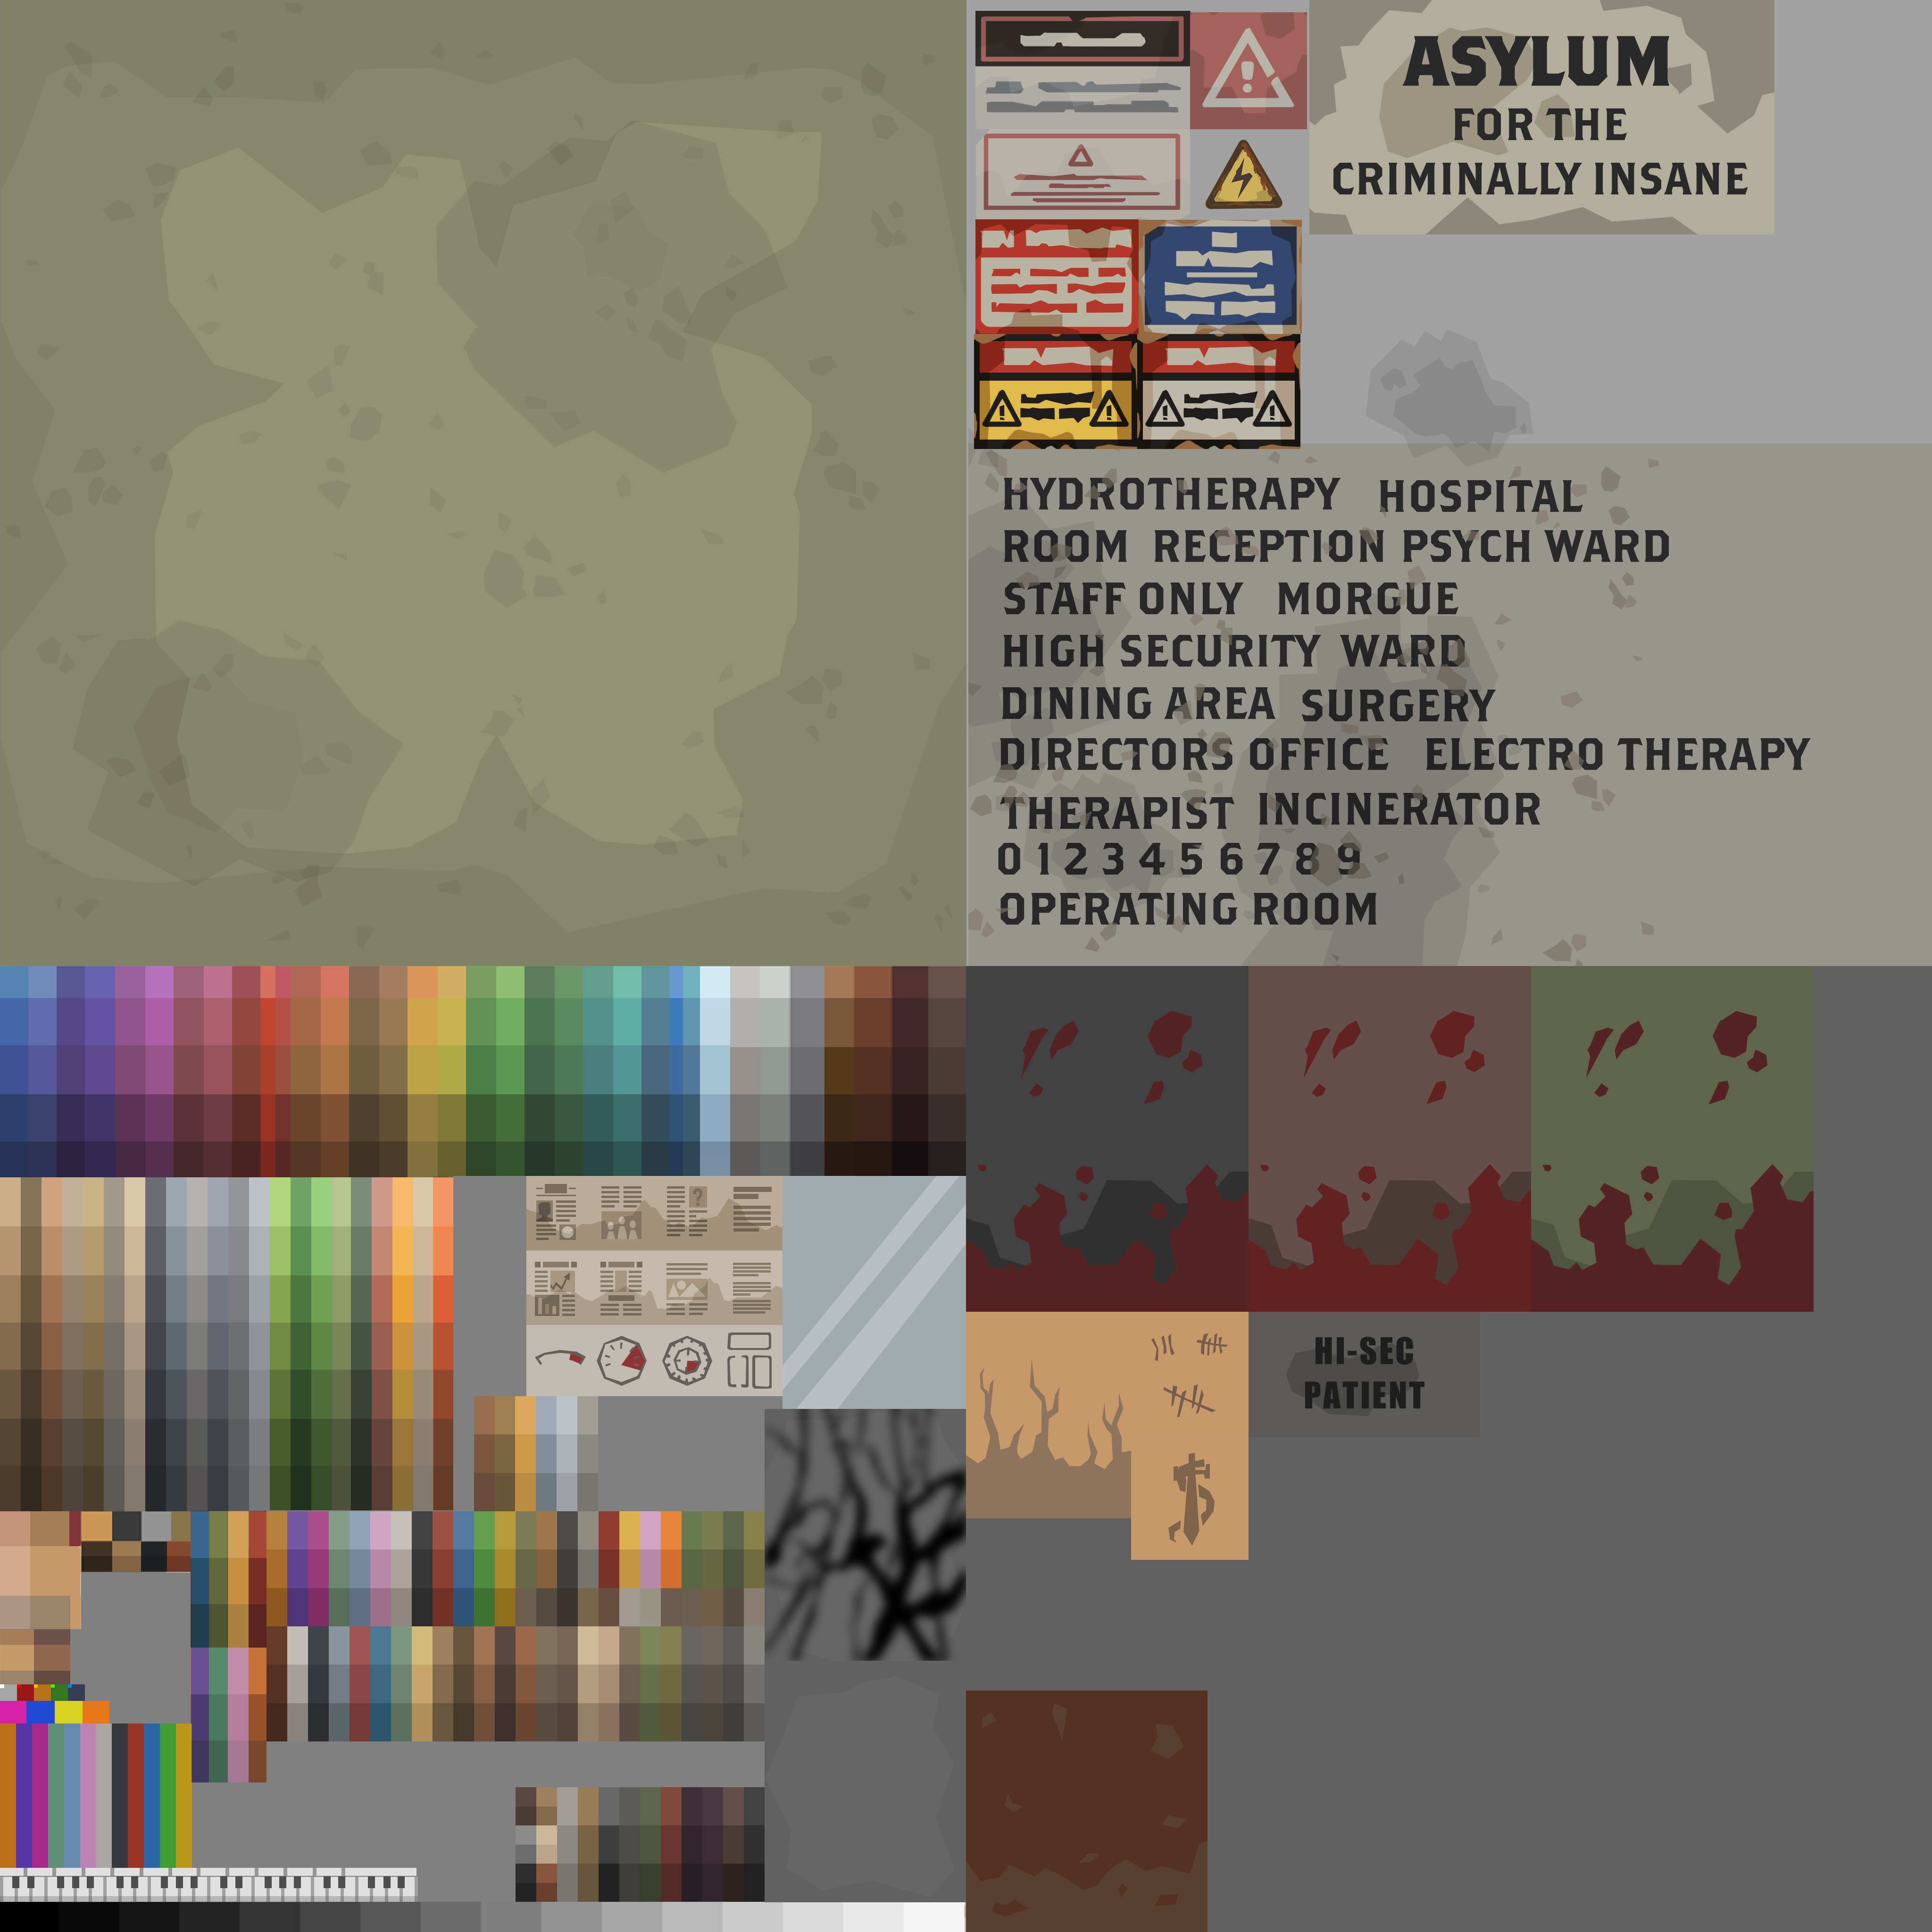 ASYLUM
FOR THE
CRIMINALLY INSANE
HYDROTHERAPY HOSPITAL
ROOM RECEPTION PSYCH WARD
STAFF ONLY MORGUE
HIGH SECURITY WARD
DINING AREA SURGERY
DIRECTORS OFFICE ELECTRO THERAPY
THERAPIST INCINERATOR
0 1 2 3 4 5 6 7 8 9
OPERATING ROOM
?
HI-SEC
PATIENT